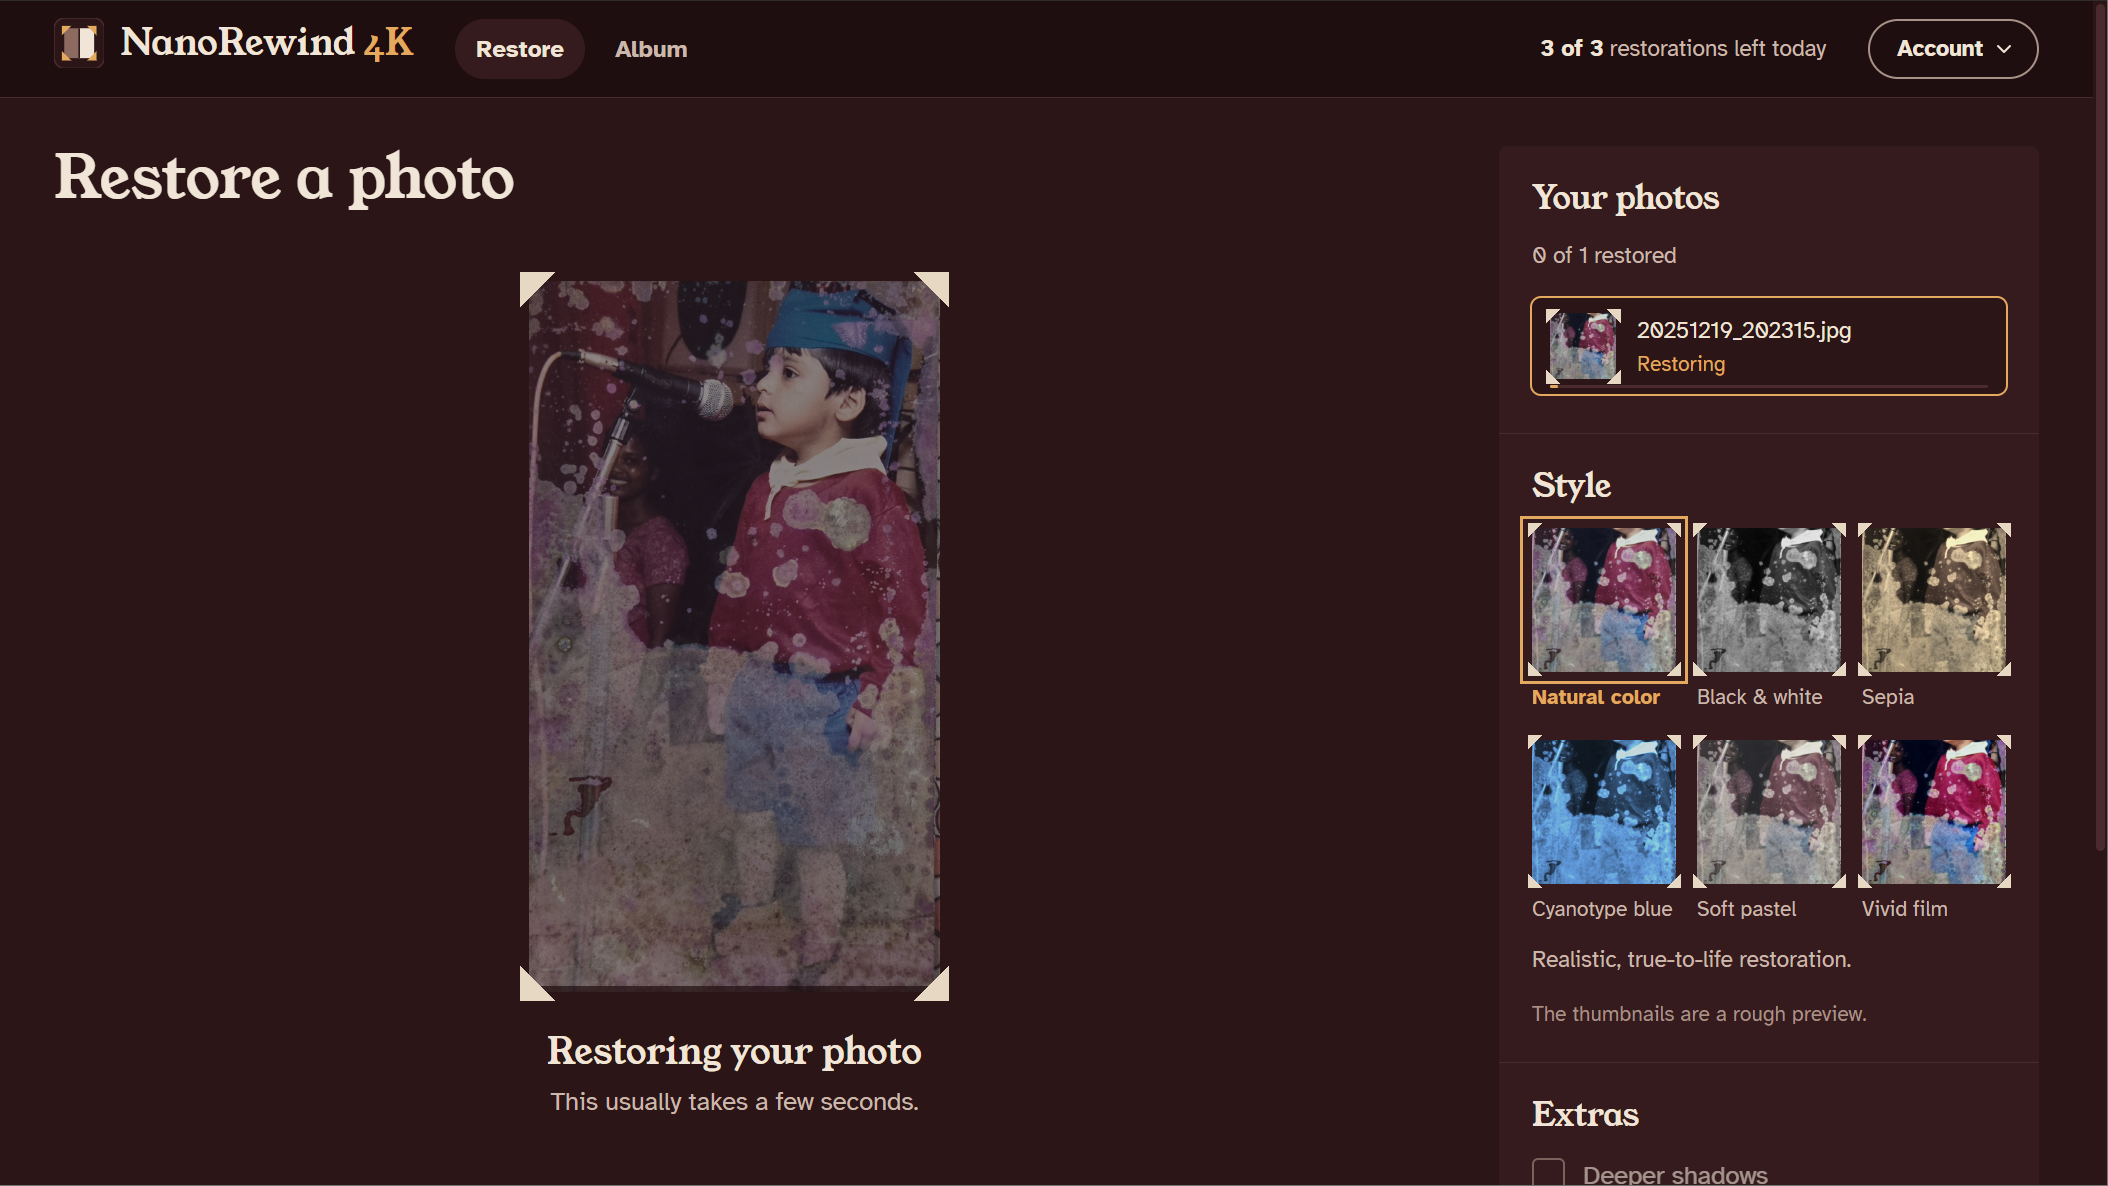 NanoRewind 4K
Restore
Album
3 of 3 restorations left today
Account
Restore a photo
Restoring your photo
This usually takes a few seconds.
Your photos
0 of 1 restored
20251219_202315.jpg
Restoring
Style
Natural color
Black & white
Sepia
Cyanotype blue
Soft pastel
Vivid film
Realistic, true-to-life restoration.
The thumbnails are a rough preview.
Extras
Deeper shadows